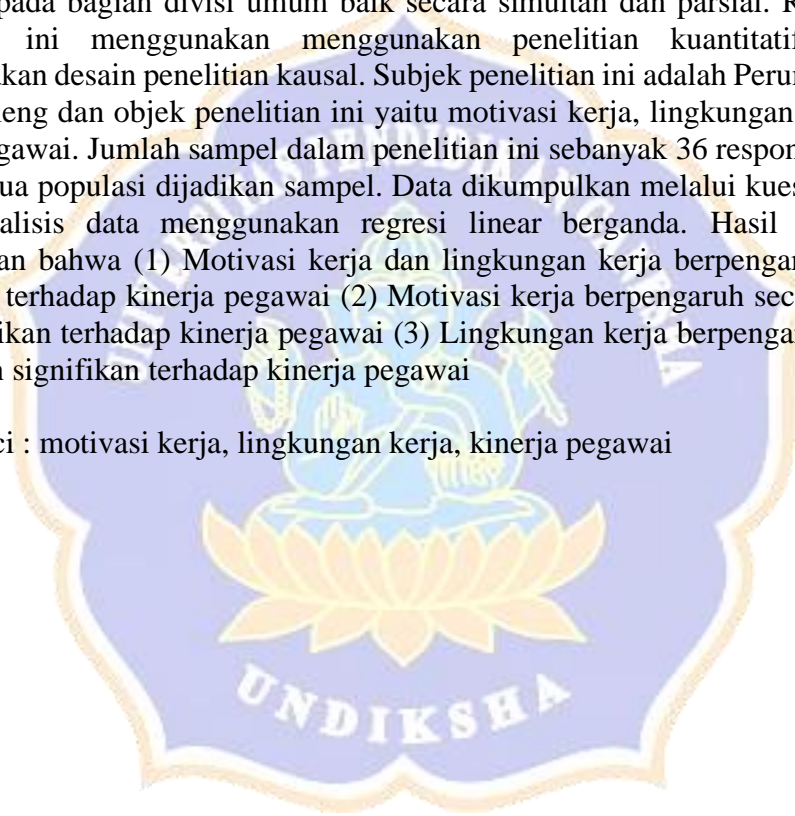 pada bagian divisi umum baik secara simultan dan parsial. R
ini menggunakan menggunakan penelitian kuantitatif
akan desain penelitian kausal. Subjek penelitian ini adalah Perum
leng dan objek penelitian ini yaitu motivasi kerja, lingkungan
gawai. Jumlah sampel dalam penelitian ini sebanyak 36 respon
ua populasi dijadikan sampel. Data dikumpulkan melalui kues
alisis data menggunakan regresi linear berganda. Hasil
an bahwa (1) Motivasi kerja dan lingkungan kerja berpengar
terhadap kinerja pegawai (2) Motivasi kerja berpengaruh sec
ikan terhadap kinerja pegawai (3) Lingkungan kerja berpengar
signifikan terhadap kinerja pegawai
ci : motivasi kerja, lingkungan kerja, kinerja pegawai
UNDIKSHA